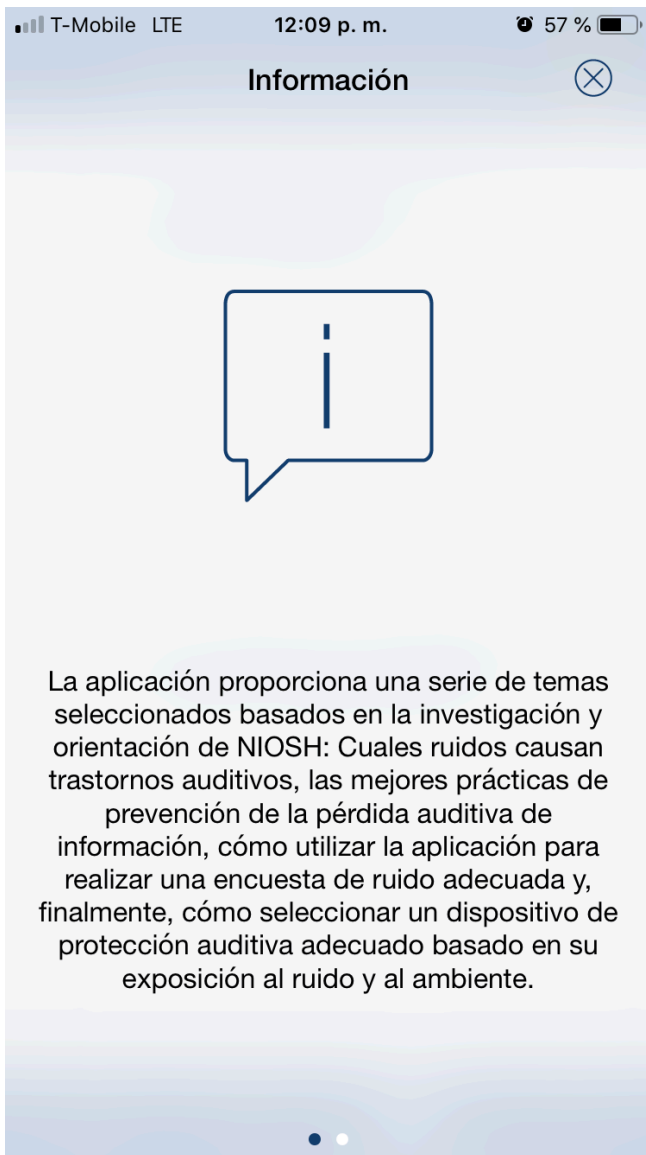 T-Mobile LTE 12:09 p. m. 57 %
Información
i
La aplicación proporciona una serie de temas
seleccionados basados en la investigación y
orientación de NIOSH: Cuales ruidos causan
trastornos auditivos, las mejores prácticas de
prevención de la pérdida auditiva de
información, cómo utilizar la aplicación para
realizar una encuesta de ruido adecuada y,
finalmente, cómo seleccionar un dispositivo de
protección auditiva adecuado basado en su
exposición al ruido y al ambiente.